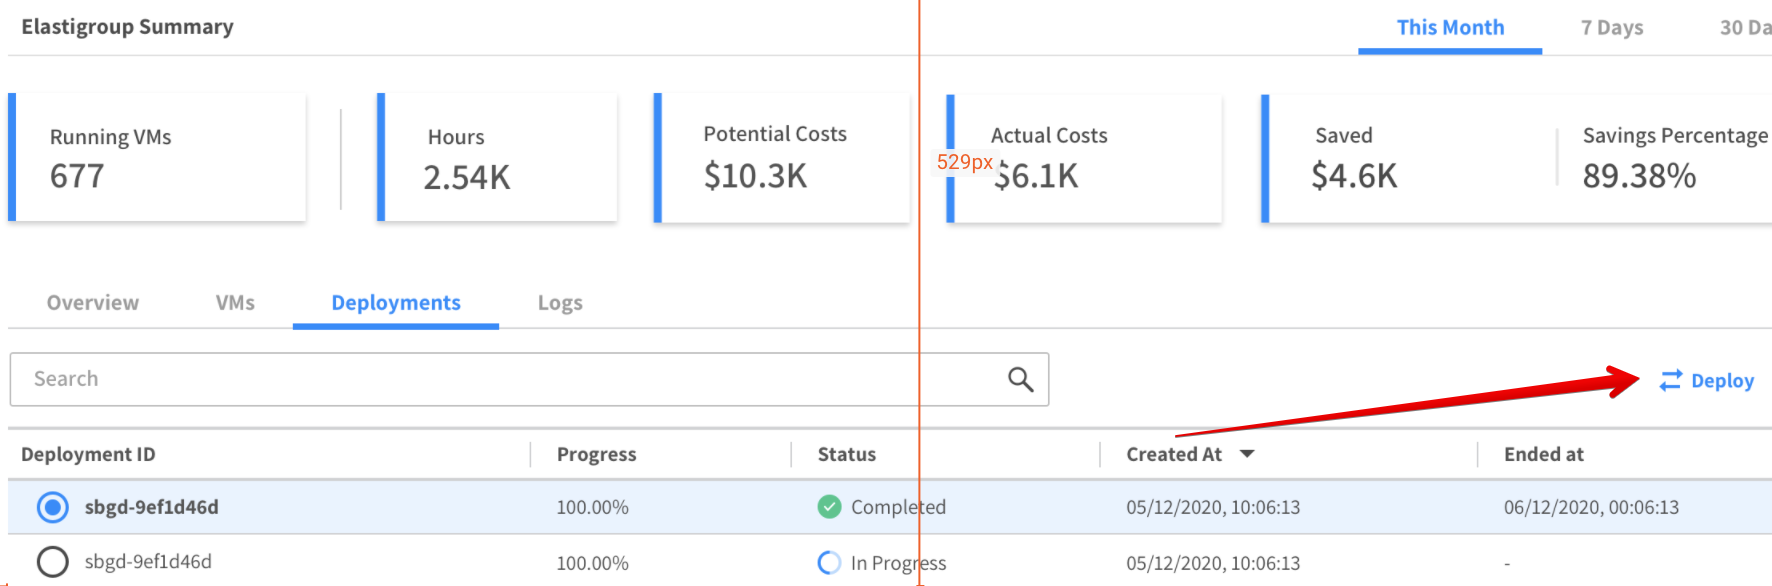 Elastigroup Summary This Month 7 Days 30 Da
Running VMs Hours Potential Costs Actual Costs Saved Savings Percentage
677 2.54K $10.3K 529px $6.1K $4.6K 89.38%
Overview VMs Deployments Logs
Search Deploy
Deployment ID Progress Status Created At Ended at
sbgd-9ef1d46d 100.00% Completed 05/12/2020, 10:06:13 06/12/2020, 00:06:13
sbgd-9ef1d46d 100.00% In Progress 05/12/2020, 10:06:13 -